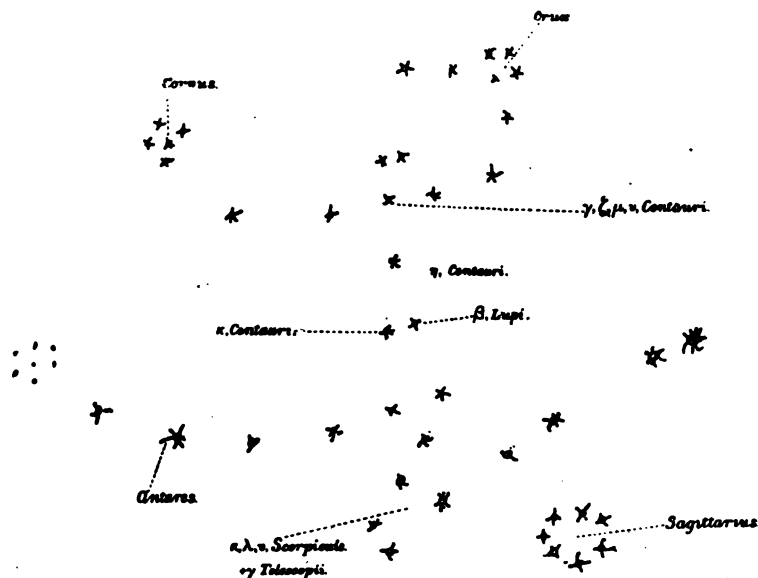 Crux
Corvus.
γ, ζ, μ, ν, Centauri.
η, Centauri.
β, Lupi.
κ, Centauri.
Antares.
Sagittarius.
κ, λ, υ, Scorpionis.
+γ Telescopii.